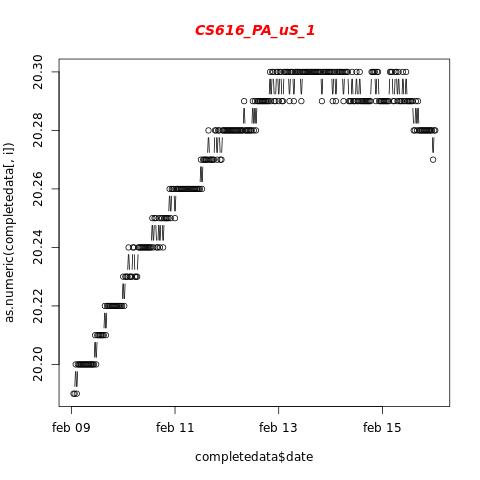 CS616_PA_uS_1
as.numeric(completedata[, i])
20.30
20.28
20.26
20.24
20.22
20.20
feb 09
feb 11
feb 13
feb 15
completedata$date